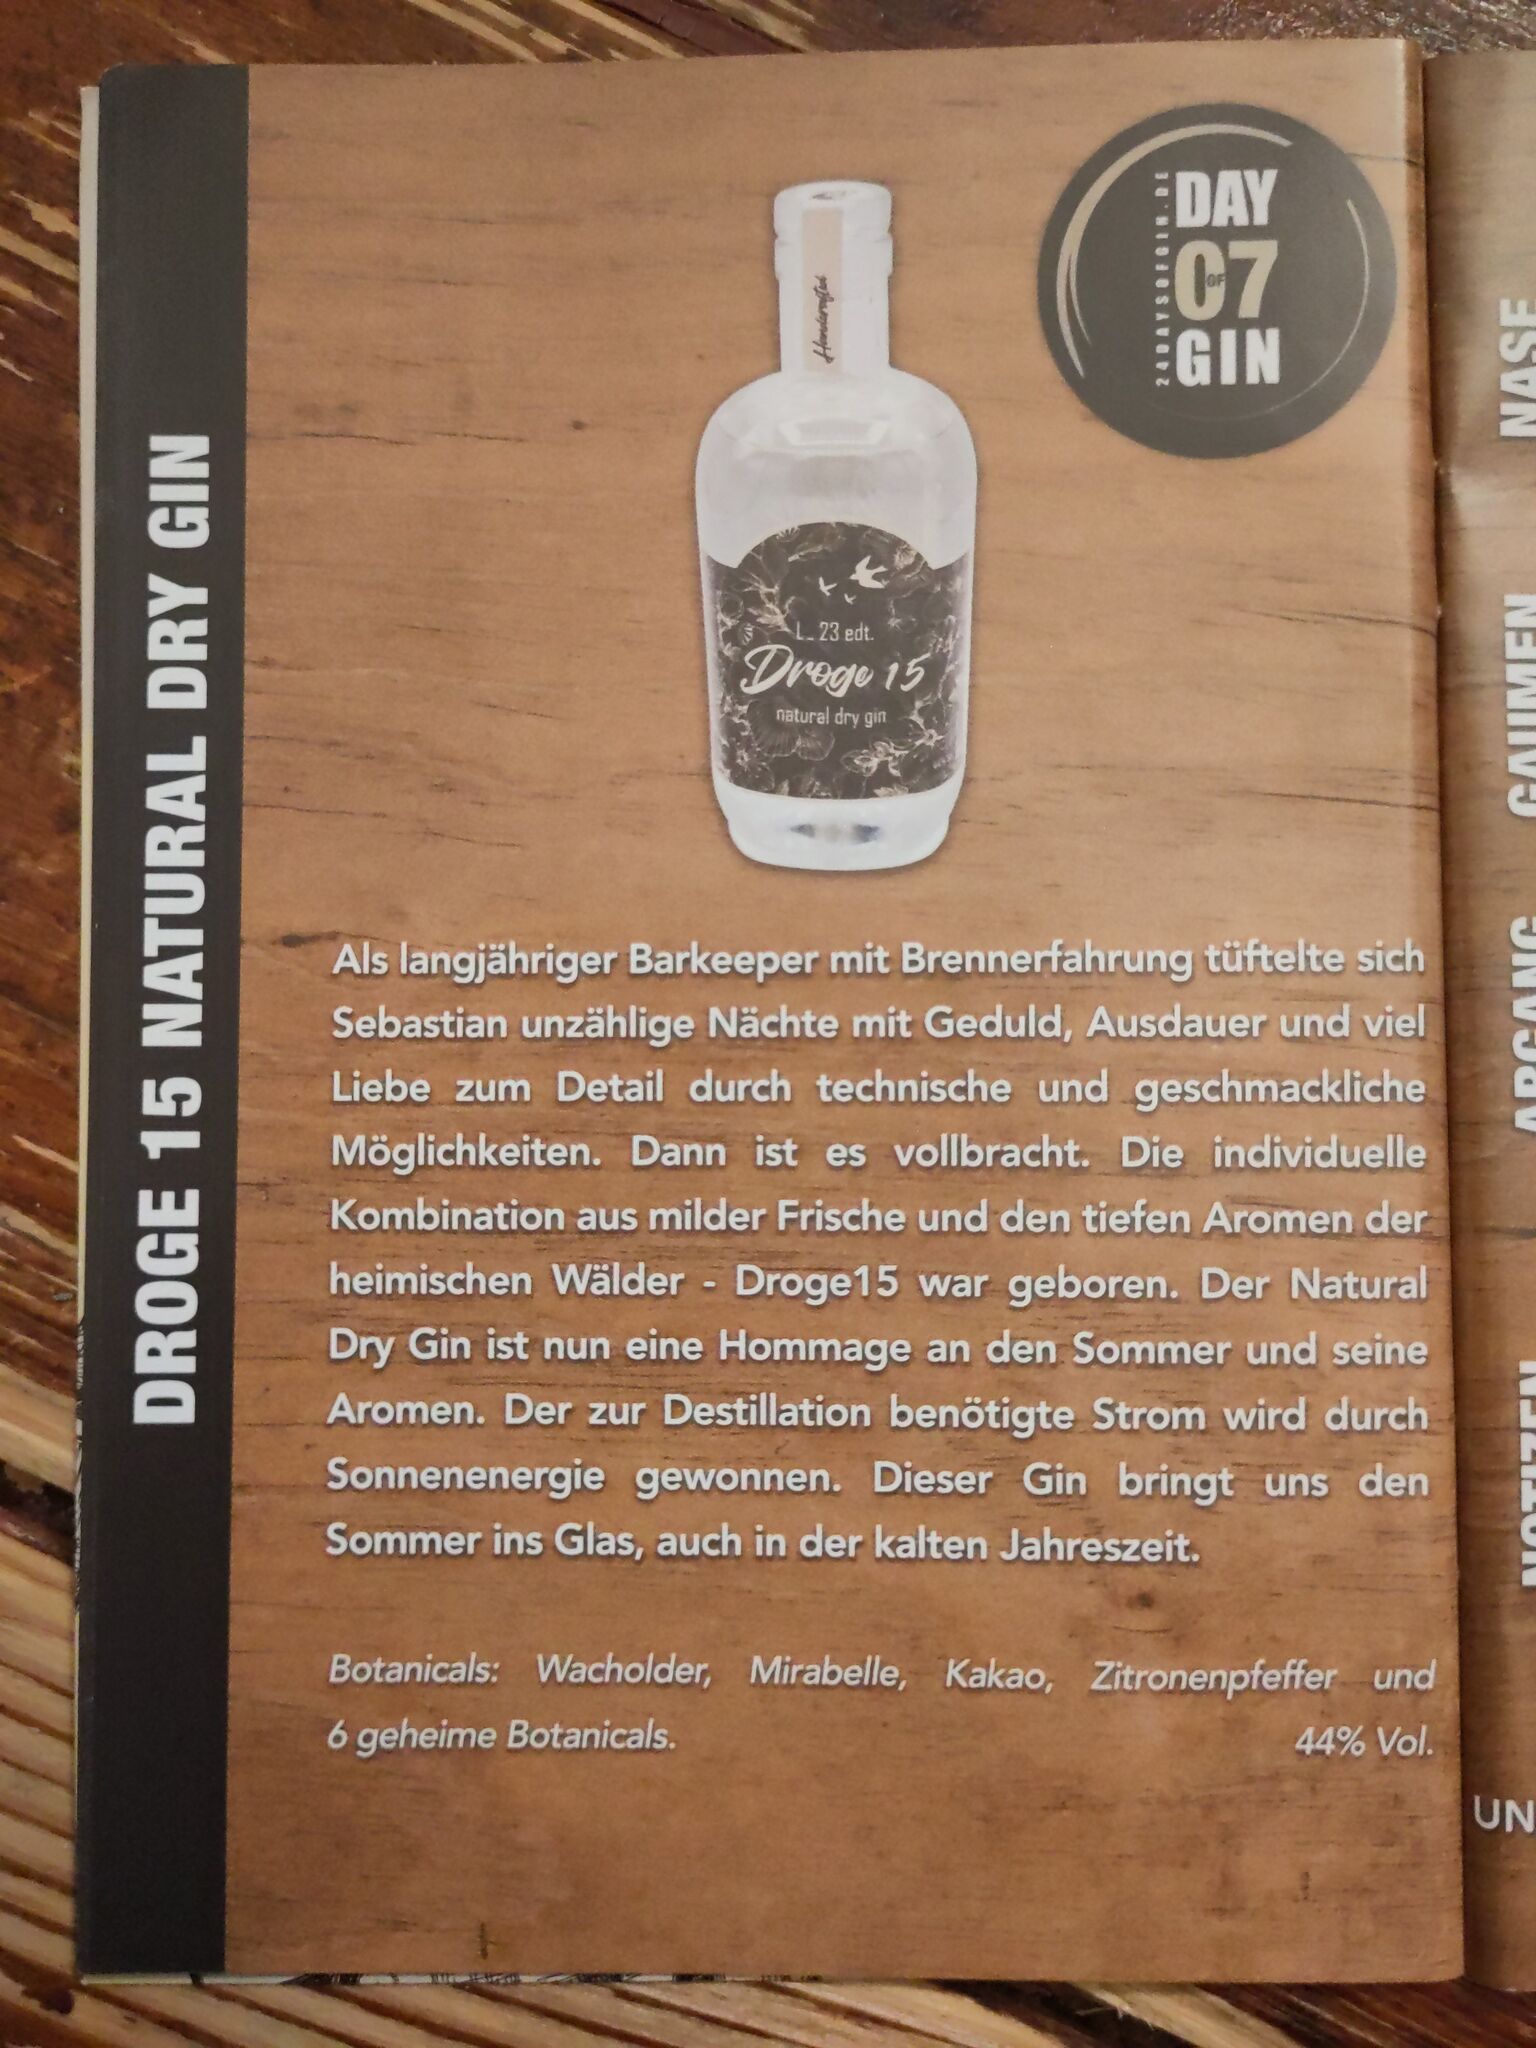 DROGE 15 NATURAL DRY GIN
24DAYSOFGIN.DE
DAY
07
OF
GIN
Handcrafted
L_ 23 edt.
Droge 15
natural dry gin
Als langjähriger Barkeeper mit Brennerfahrung tüftelte sich
Sebastian unzählige Nächte mit Geduld, Ausdauer und viel
Liebe zum Detail durch technische und geschmackliche
Möglichkeiten. Dann ist es vollbracht. Die individuelle
Kombination aus milder Frische und den tiefen Aromen der
heimischen Wälder - Droge15 war geboren. Der Natural
Dry Gin ist nun eine Hommage an den Sommer und seine
Aromen. Der zur Destillation benötigte Strom wird durch
Sonnenenergie gewonnen. Dieser Gin bringt uns den
Sommer ins Glas, auch in der kalten Jahreszeit.
Botanicals: Wacholder, Mirabelle, Kakao, Zitronenpfeffer und
6 geheime Botanicals. 44% Vol.
NASE
GAUMEN
ABGANG
NOTIZEN
UN